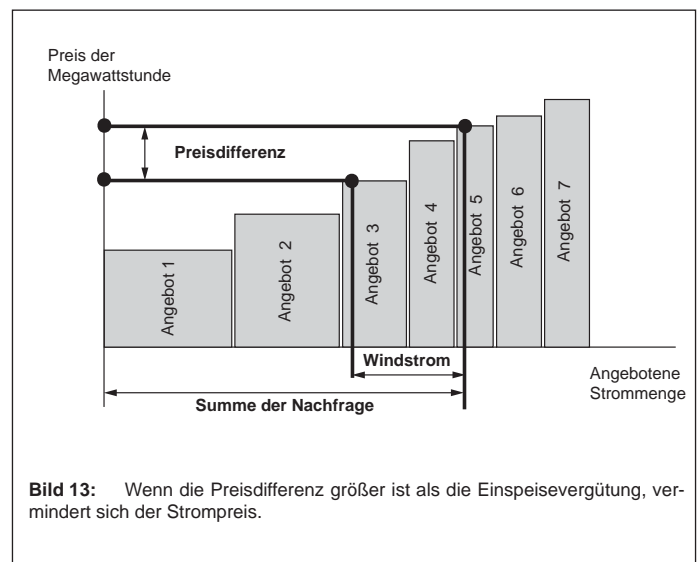 Preis der
Megawattstunde
Preisdifferenz
Angebot 1
Angebot 2
Angebot 3
Angebot 4
Angebot 5
Angebot 6
Angebot 7
Windstrom
Angebotene
Strommenge
Summe der Nachfrage
Bild 13: Wenn die Preisdifferenz größer ist als die Einspeisevergütung, ver-
mindert sich der Strompreis.